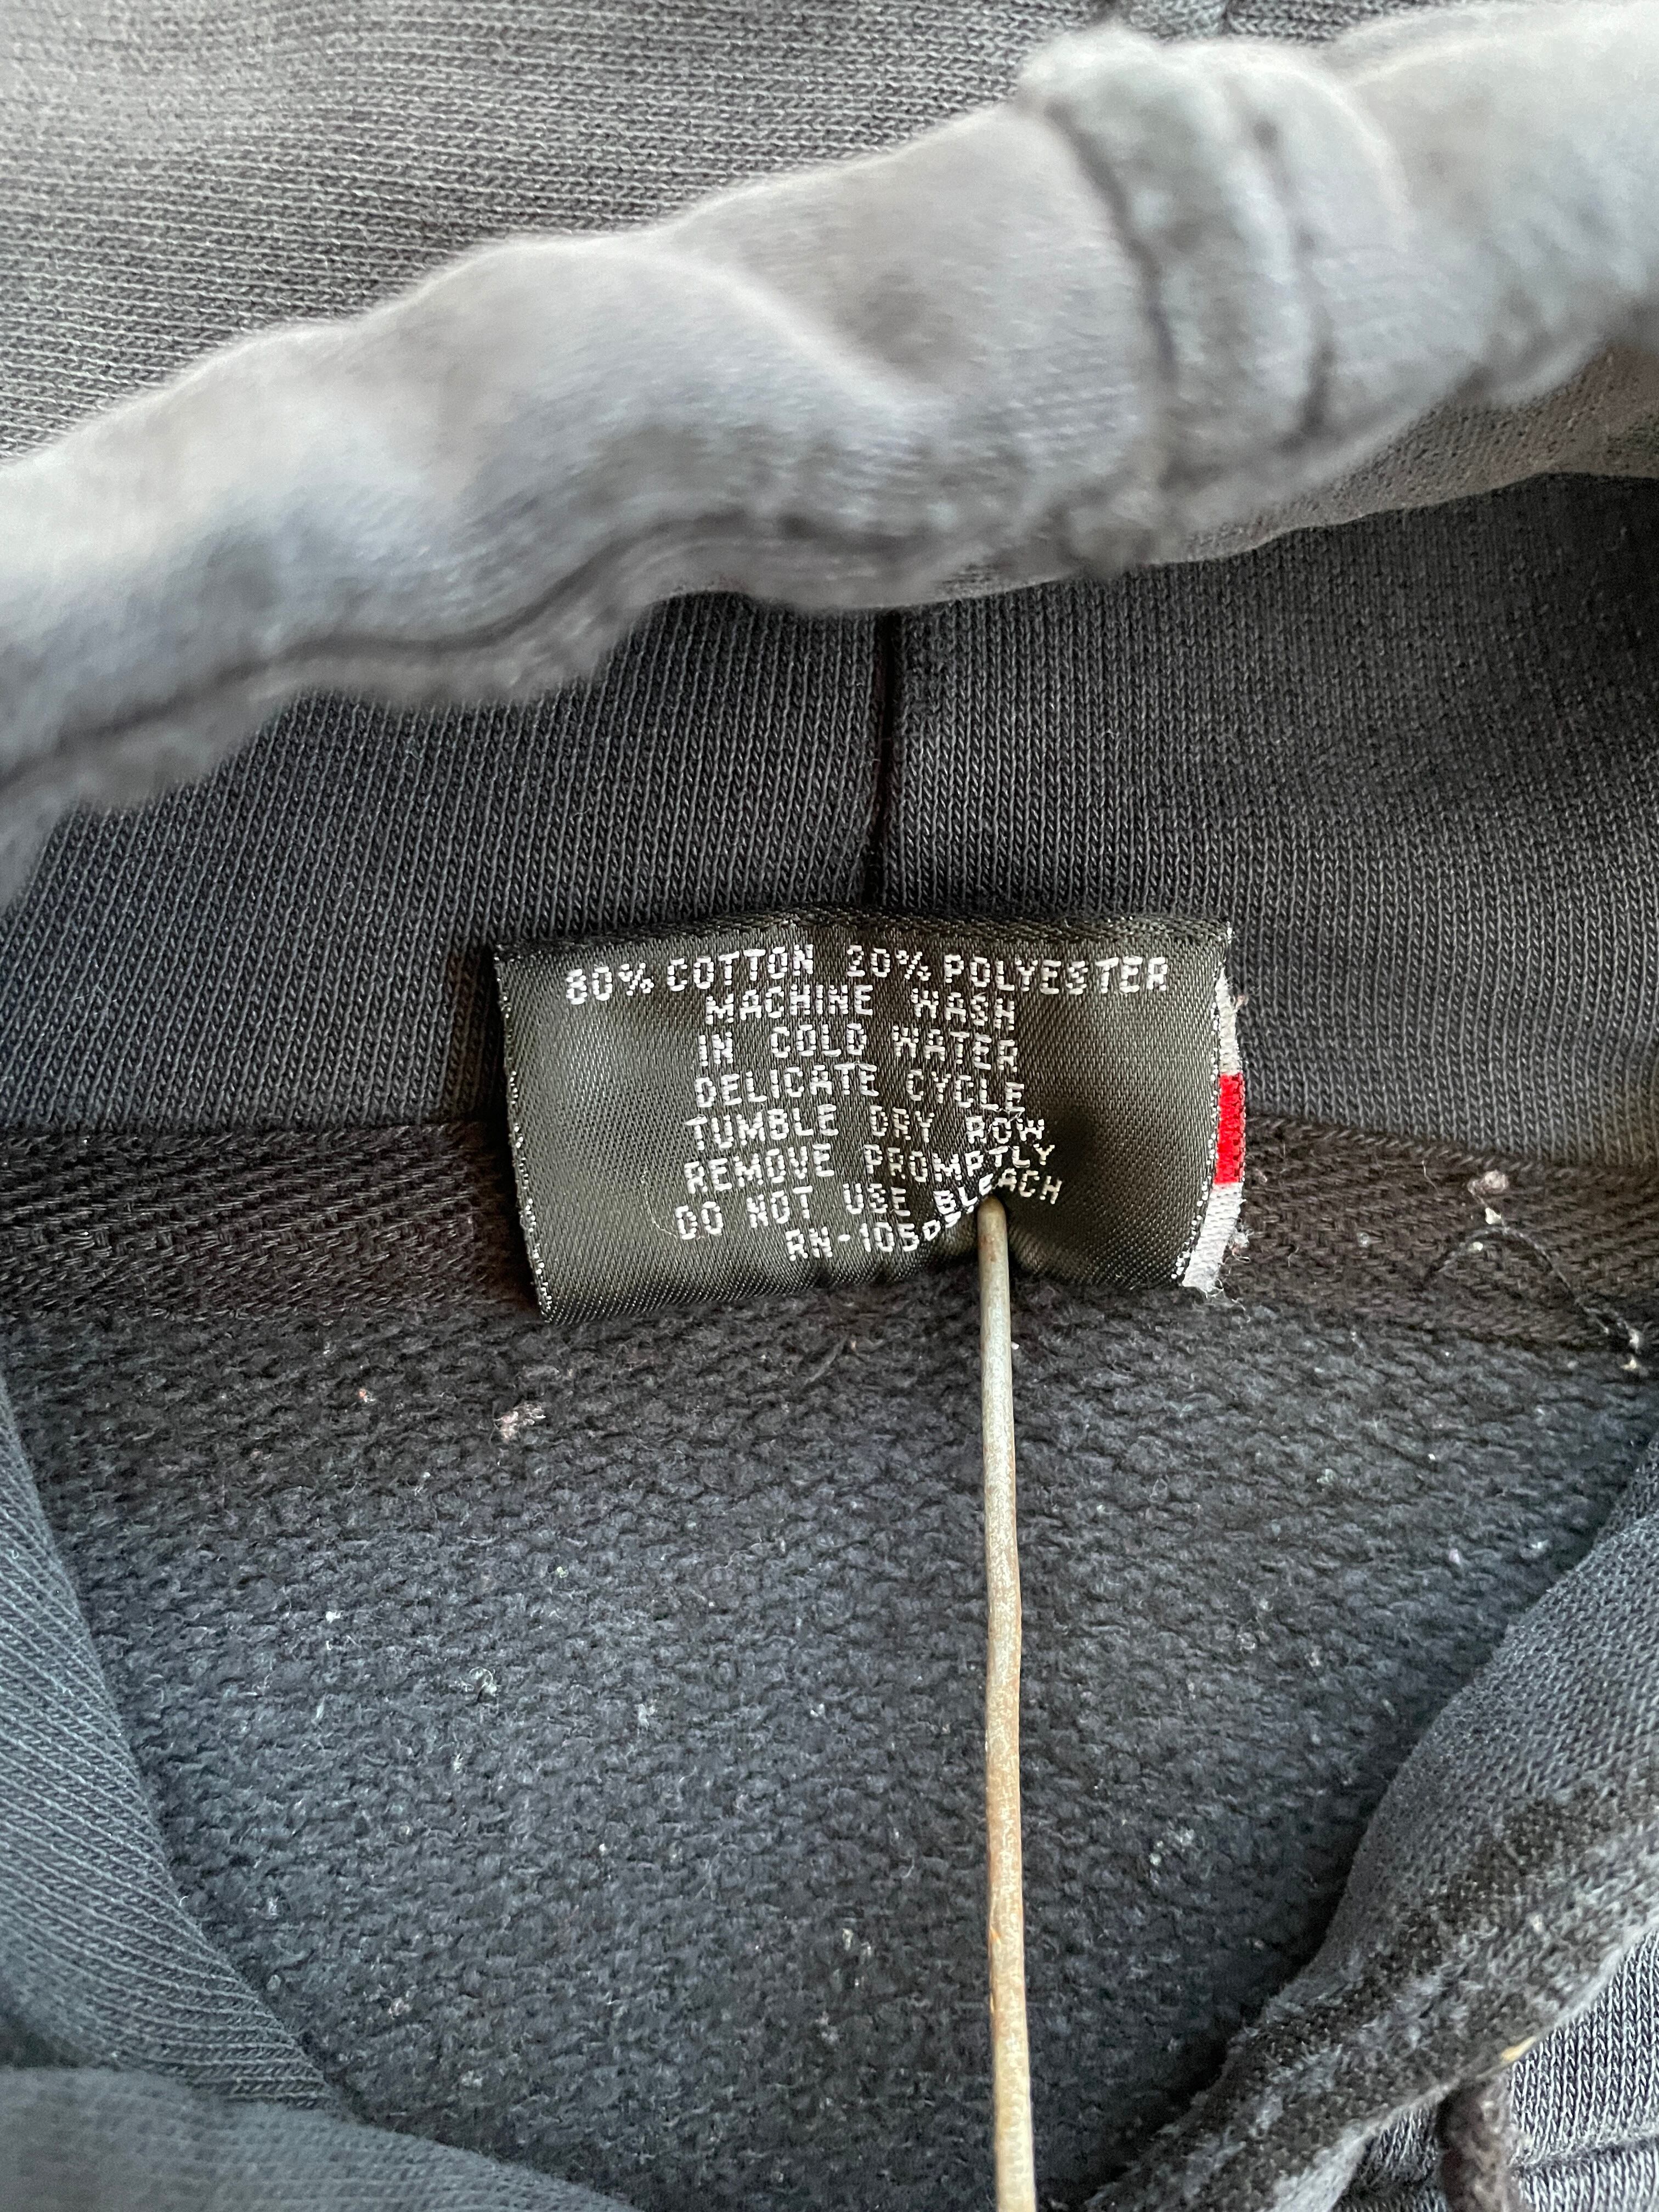 80% COTTON 20% POLYESTER
MACHINE WASH
IN COLD WATER
DELICATE CYCLE
TUMBLE DRY ROW
REMOVE PROMPTLY
DO NOT USE BLEACH